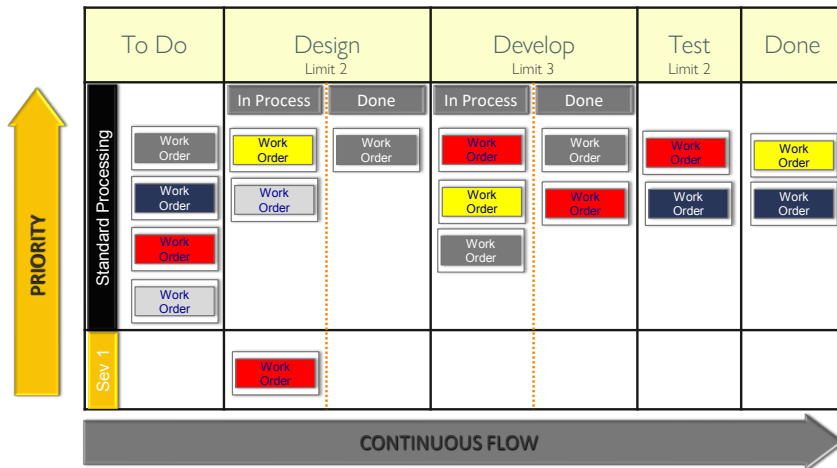 To Do
Design
Limit 2
Develop
Limit 3
Test
Limit 2
Done
In Process
Done
In Process
Done
PRIORITY
Standard Processing
Work
Order
Work
Order
Work
Order
Work
Order
Work
Order
Work
Order
Work
Order
Work
Order
Work
Order
Work
Order
Work
Order
Work
Order
Work
Order
Work
Order
Work
Order
Work
Order
Work
Order
Sev 1
Work
Order
CONTINUOUS FLOW